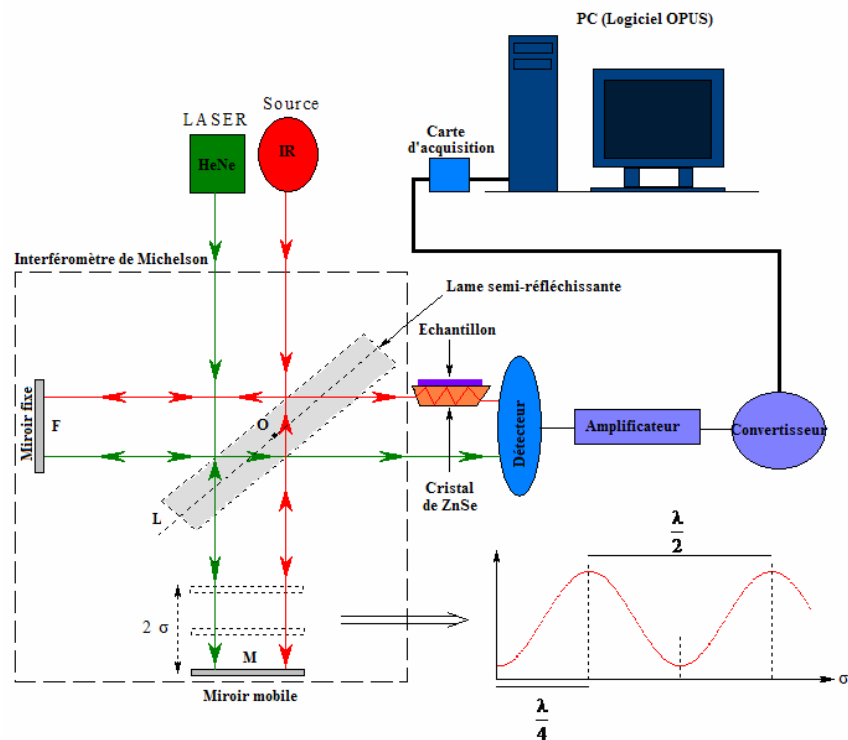 PC (Logiciel OPUS)
Source
LASER
HeNe
IR
Carte
d'acquisition
Interféromètre de Michelson
Lame semi-réfléchissante
Echantillon
Miroir fixe
F
O
L
Détecteur
Amplificateur
Convertisseur
Cristal
de ZnSe
2 σ
M
Miroir mobile
λ
2
σ
λ
4